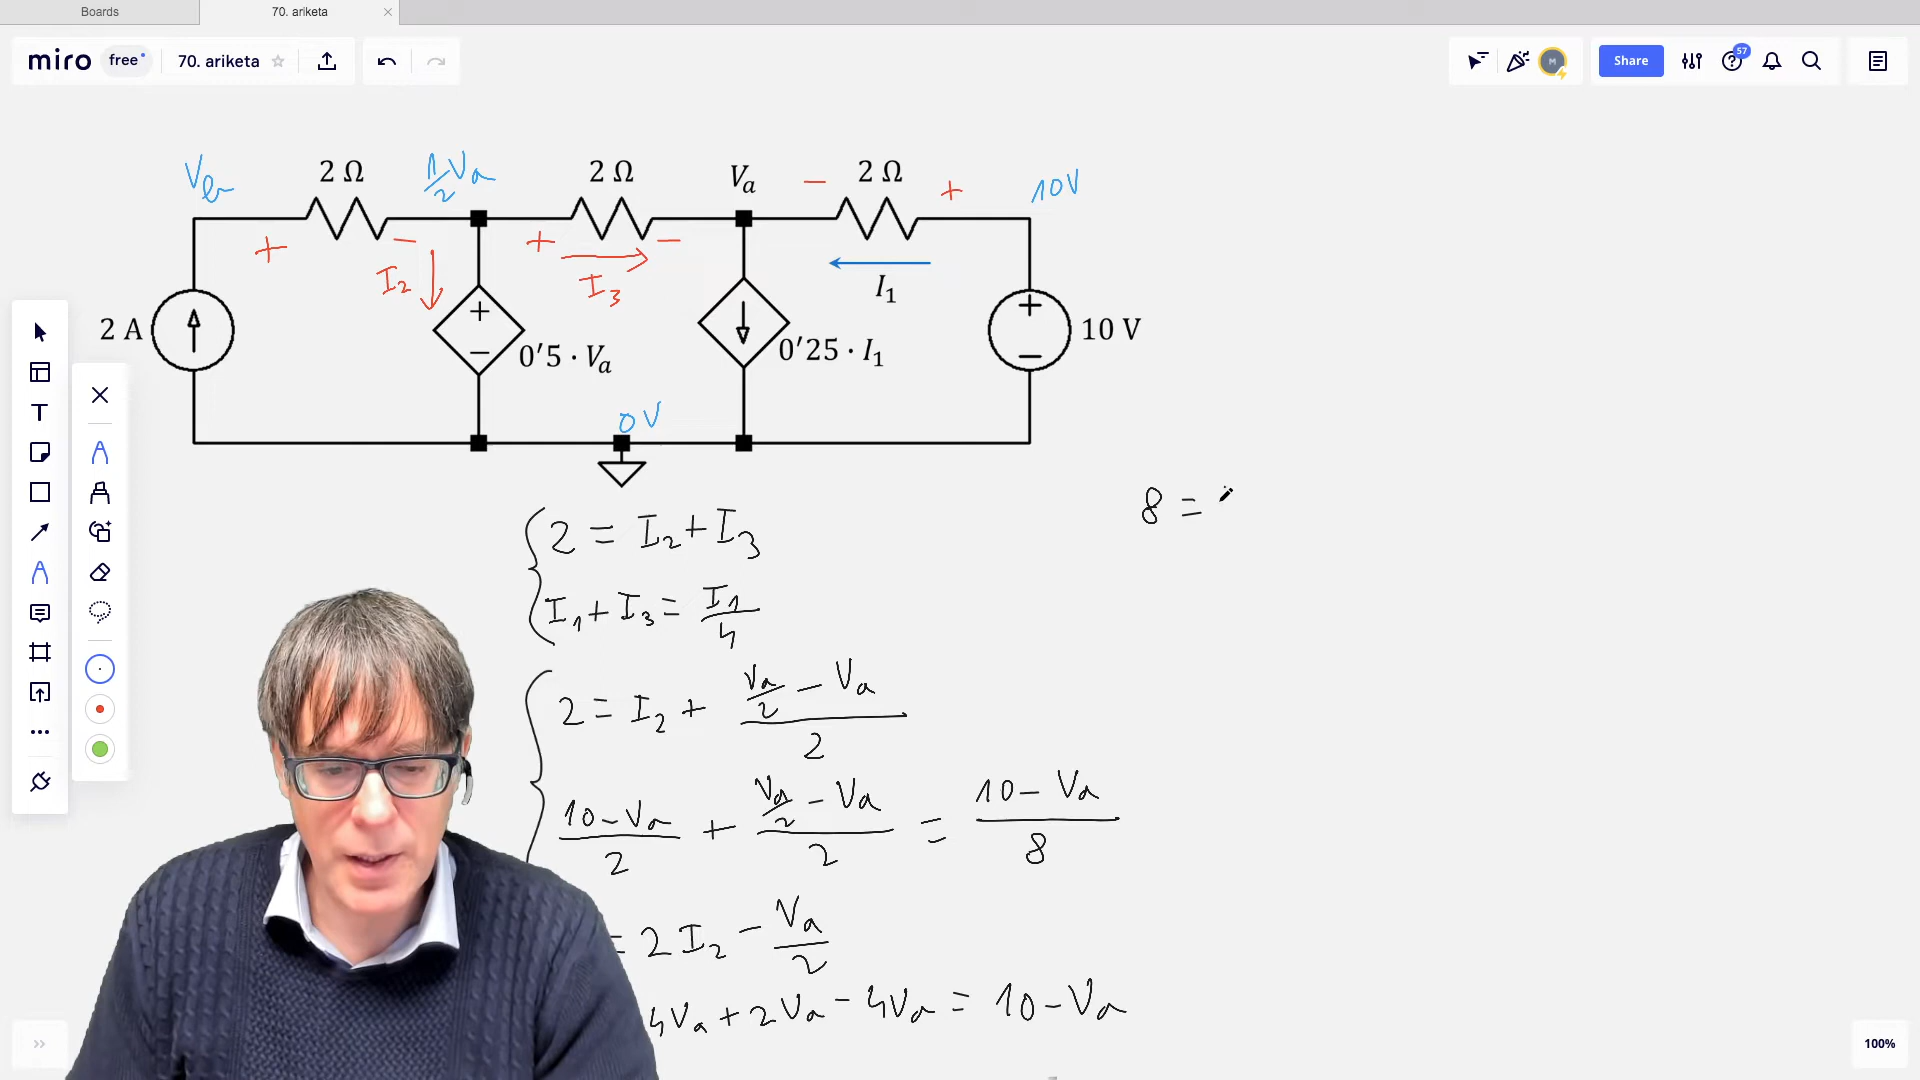 Boards
70. ariketa
miro free 70. ariketa
Share
57
M
Vb 2 Ω 1/2 Va 2 Ω Va − 2 Ω + 10V
+ − + −
I2 I3 I1
2 A + − 0'5 · Va 0'25 · I1 + − 10 V
0V
8 =
2 = I2 + I3
I1 + I3 = I1/4
2 = I2 + (Va/2 − Va)/2
(10 − Va)/2 + (Va/2 − Va)/2 = (10 − Va)/8
= 2 I2 − Va/2
4Va + 2Va − 4Va = 10 − Va
100%